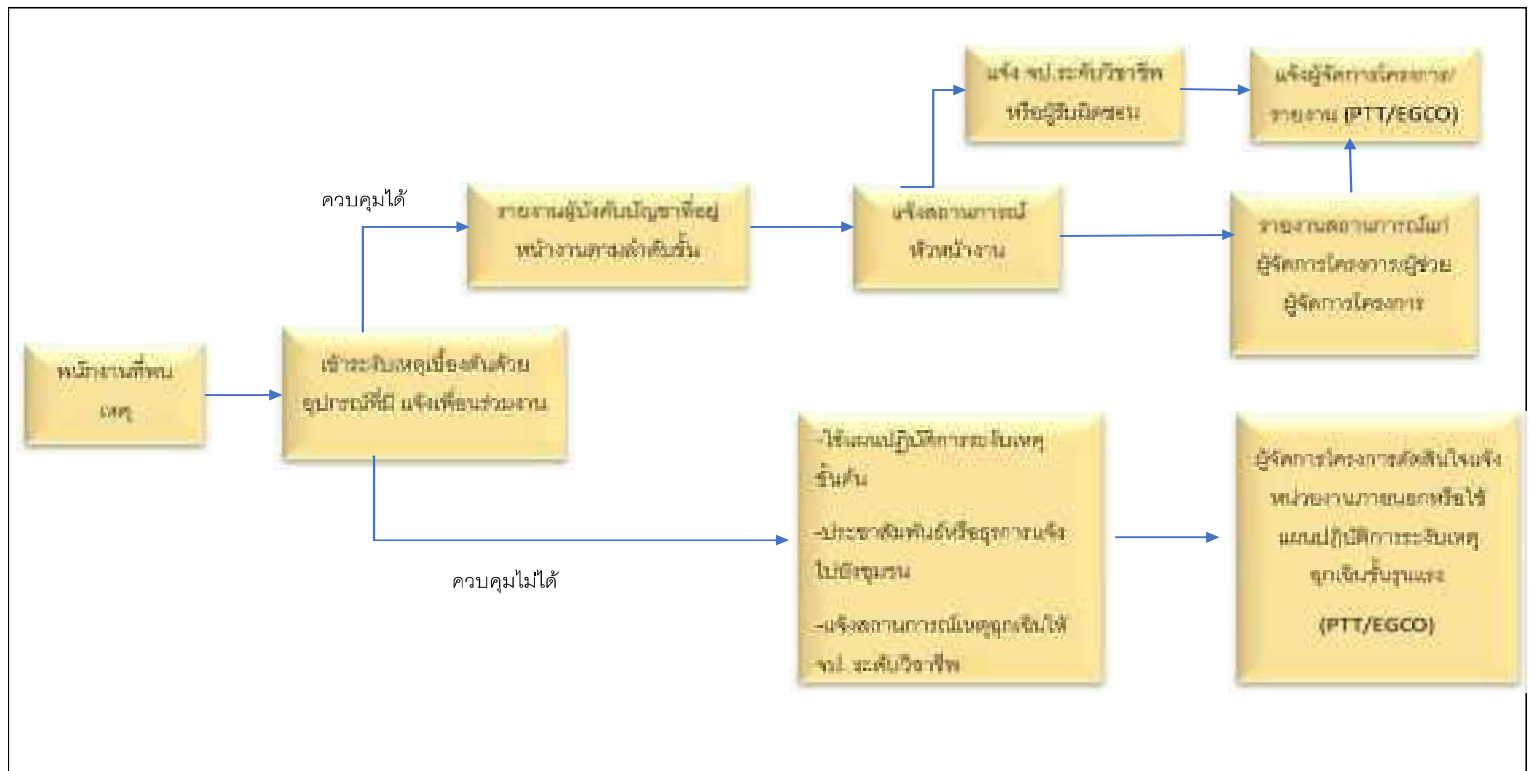 แจ้ง จป.ระดับวิชาชีพ
หรือผู้รับผิดชอบ
แจ้งผู้จัดการโครงการ/
รายงาน (PTT/EGCO)
ควบคุมได้
รายงานผู้บังคับบัญชาที่อยู่
หน้างานตามลำดับชั้น
แจ้งสถานการณ์
หัวหน้างาน
รายงานสถานการณ์แก่
ผู้จัดการโครงการ/ผู้ช่วย
ผู้จัดการโครงการ
พนักงานที่พบ
เหตุ
เข้าระงับเหตุเบื้องต้นด้วย
อุปกรณ์ที่มี แจ้งเพื่อนร่วมงาน
ควบคุมไม่ได้
-ใช้แผนปฏิบัติการระงับเหตุ
ขั้นต้น
-ประชาสัมพันธ์หรือธุรการแจ้ง
ไปยังชุมชน
-แจ้งสถานการณ์เหตุฉุกเฉินให้
จป. ระดับวิชาชีพ
ผู้จัดการโครงการตัดสินใจแจ้ง
หน่วยงานภายนอกหรือใช้
แผนปฏิบัติการระงับเหตุ
ฉุกเฉินขั้นรุนแรง
(PTT/EGCO)